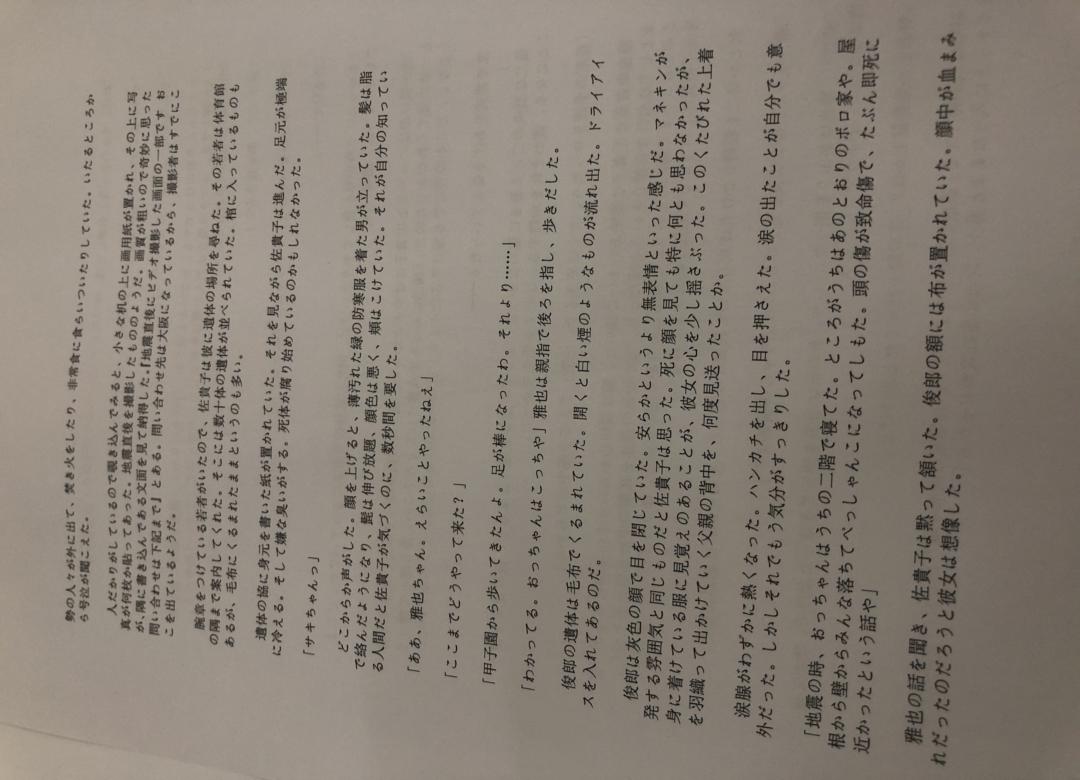 勢の人々が外に出て、焚き火をしたり、非常食に食らいついたりしていた。いたるところか
ら号泣が聞こえた。
人だかりがしているので覗き込んでみると、小さな机の上に画用紙が置かれ、その上に写
真が何枚か貼ってあった。地震直後を撮影したもののようだ。画質が粗いので奇妙に思った
が、隅に書き込んである文面を見て納得した。『地震直後にビデオ撮影した画面の一部です お
問い合わせは下記まで』とある。問い合わせ先は大阪になっているから、撮影者はすでにこ
こを出ているようだ。
腕章をつけている若者がいたので、佐貴子は彼に遺体の場所を尋ねた。その若者は体育館
の隅まで案内してくれた。そこには数十体の遺体が並べられていた。棺に入っているものも
あるが、毛布にくるまれたままというのも多い。
遺体の脇に身元を書いた紙が置かれていた。それを見ながら佐貴子は進んだ。足元が極端
に冷える。そして嫌な臭いがする。死体が腐り始めているのかもしれなかった。
「サキちゃんっ」
どこからか声がした。顔を上げると、薄汚れた緑の防寒服を着た男が立っていた。髪は脂
で絡んだようになり、髭は伸び放題、顔色は悪く、頬はこけていた。それが自分の知ってい
る人間だと佐貴子が気づくのに、数秒間を要した。
「ああ、雅也ちゃん。えらいことやったねえ」
「ここまでどうやって来た？」
「甲子園から歩いてきたんよ。足が棒になったわ。それより……」
「わかってる。おっちゃんはこっちや」雅也は親指で後ろを指し、歩きだした。
俊郎の遺体は毛布でくるまれていた。開くと白い煙のようなものが流れ出た。ドライアイ
スを入れてあるのだ。
俊郎は灰色の顔で目を閉じていた。安らかというより無表情といった感じだ。マネキンが
発する雰囲気と同じものだと佐貴子は思った。死に顔を見ても特に何とも思わなかったが、
身に着けている服に見覚えのあることが、彼女の心を少し揺さぶった。このくたびれた上着
を羽織って出かけていく父親の背中を、何度見送ったことか。
涙腺がわずかに熱くなった。ハンカチを出し、目を押さえた。涙の出たことが自分でも意
外だった。しかしそれでもう気分がすっきりした。
「地震の時、おっちゃんはうちの二階で寝てた。ところがうちはあのとおりのボロ家や。屋
根から壁からみんな落ちてぺっしゃんこになってしもた。頭の傷が致命傷で、たぶん即死に
近かったという話や」
雅也の話を聞き、佐貴子は黙って頷いた。俊郎の額には布が置かれていた。顔中が血まみ
れだったのだろうと彼女は想像した。